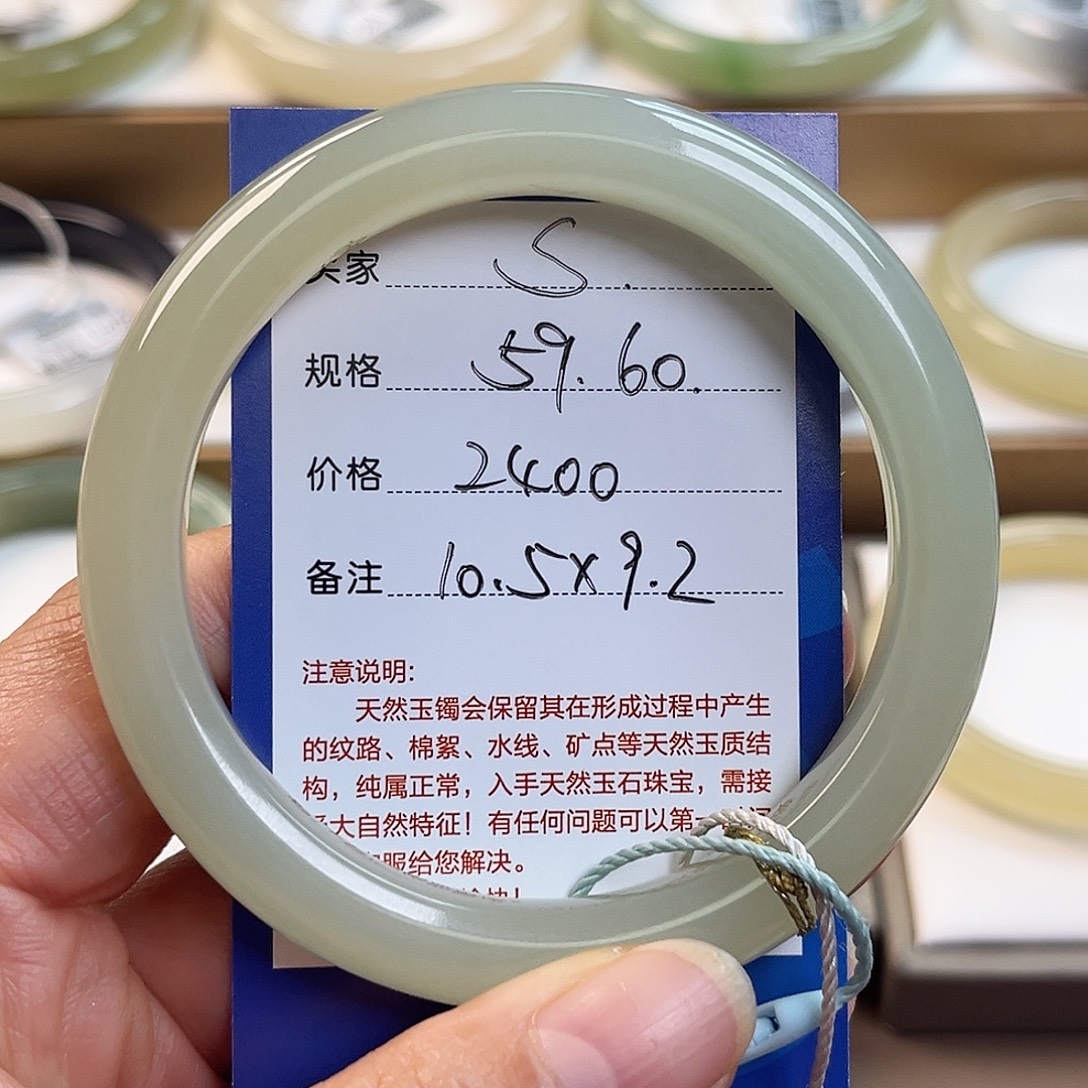 家 S.
规格 59.60.
价格 2400
备注 10.5x9.2
注意说明:
天然玉镯会保留其在形成过程中产生
的纹路、棉絮、水线、矿点等天然玉质结
构，纯属正常，入手天然玉石珠宝，需接
大自然特征！有任何问题可以第一
服给您解决。